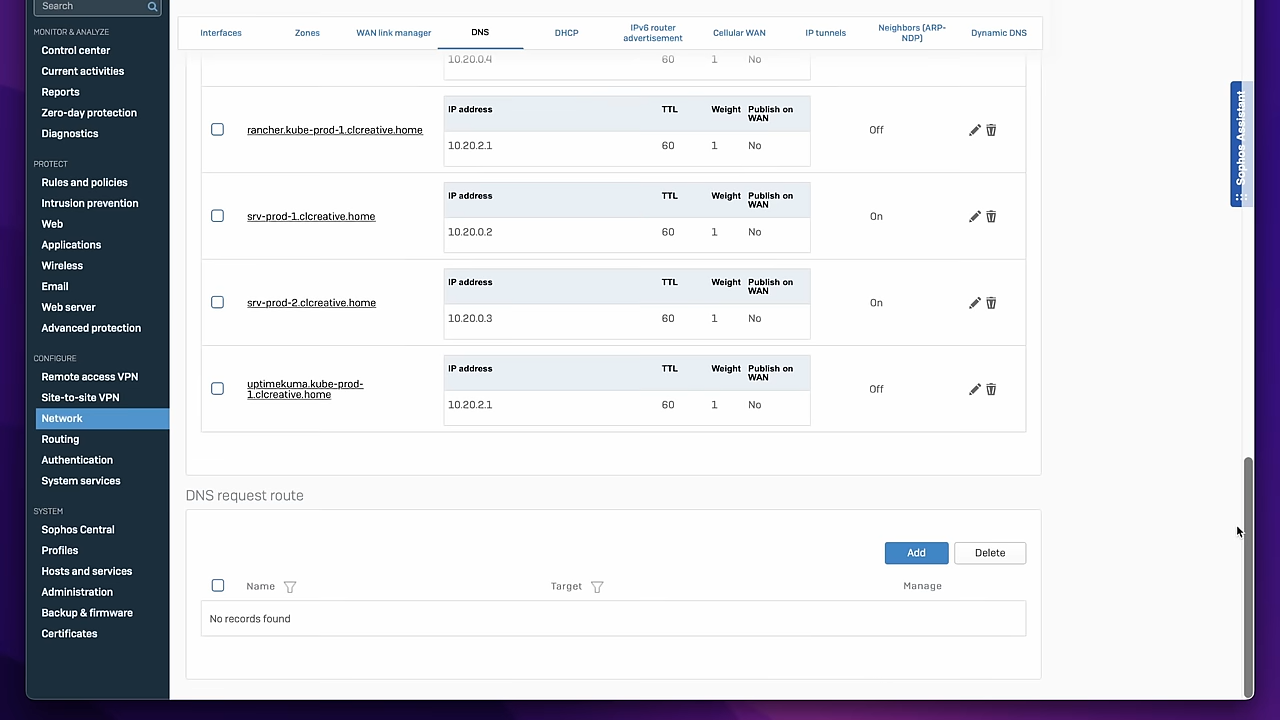 Search
MONITOR & ANALYZE
Control center
Current activities
Reports
Zero-day protection
Diagnostics
PROTECT
Rules and policies
Intrusion prevention
Web
Applications
Wireless
Email
Web server
Advanced protection
CONFIGURE
Remote access VPN
Site-to-site VPN
Network
Routing
Authentication
System services
SYSTEM
Sophos Central
Profiles
Hosts and services
Administration
Backup & firmware
Certificates
Interfaces
Zones
WAN link manager
DNS
DHCP
IPv6 router
advertisement
Cellular WAN
IP tunnels
Neighbors (ARP-
NDP)
Dynamic DNS
10.20.0.4 60 1 No
IP address TTL Weight Publish on
WAN
rancher.kube-prod-1.clcreative.home Off
10.20.2.1 60 1 No
IP address TTL Weight Publish on
WAN
srv-prod-1.clcreative.home On
10.20.0.2 60 1 No
IP address TTL Weight Publish on
WAN
srv-prod-2.clcreative.home On
10.20.0.3 60 1 No
IP address TTL Weight Publish on
WAN
uptimekuma.kube-prod-
1.clcreative.home Off
10.20.2.1 60 1 No
DNS request route
Add Delete
Name Target Manage
No records found
Sophos Assistant